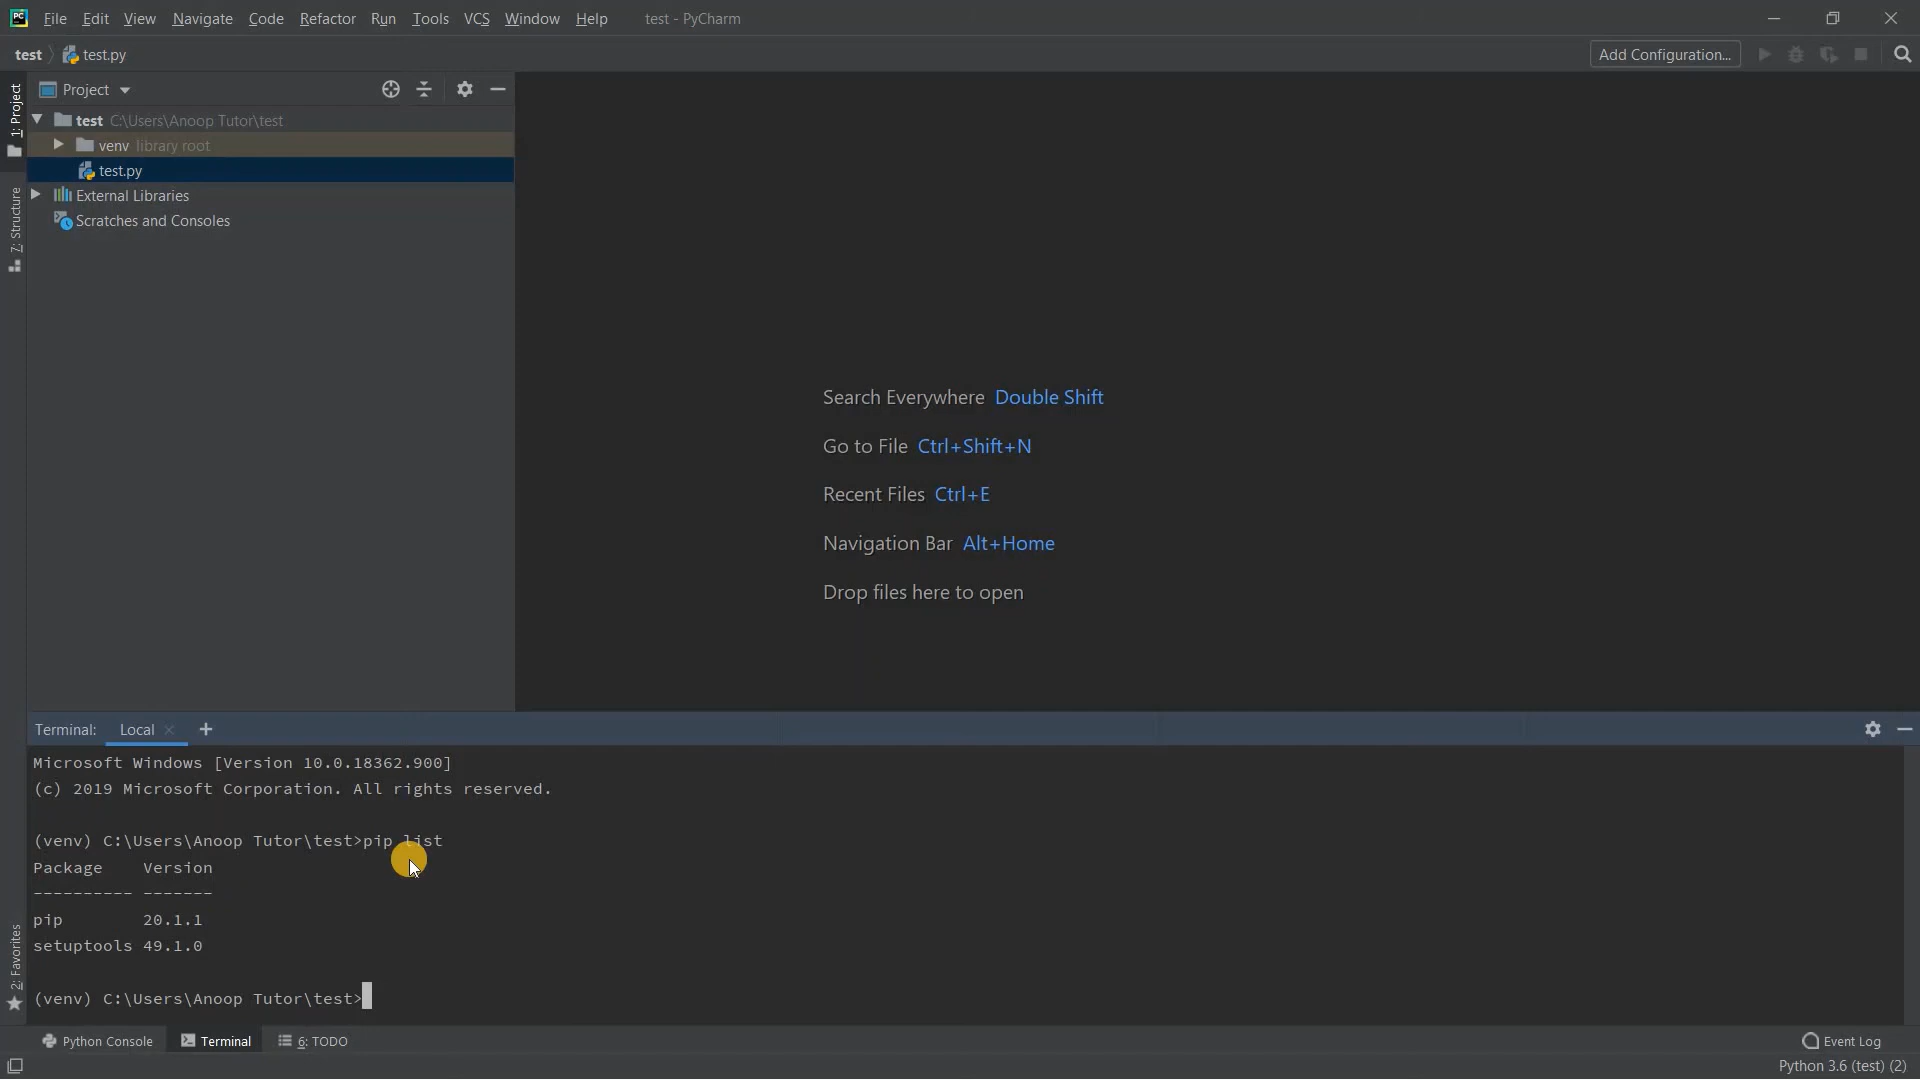 PC File Edit View Navigate Code Refactor Run Tools VCS Window Help test - PyCharm
test test.py Add Configuration...
1: Project
Project
test C:\Users\Anoop Tutor\test
venv library root
test.py
External Libraries
Scratches and Consoles
7: Structure
Search Everywhere Double Shift
Go to File Ctrl+Shift+N
Recent Files Ctrl+E
Navigation Bar Alt+Home
Drop files here to open
Terminal: Local
Microsoft Windows [Version 10.0.18362.900]
(c) 2019 Microsoft Corporation. All rights reserved.
(venv) C:\Users\Anoop Tutor\test>pip list
Package Version
---------- -------
pip 20.1.1
setuptools 49.1.0
(venv) C:\Users\Anoop Tutor\test>
2: Favorites
Python Console Terminal 6: TODO Event Log
Python 3.6 (test) (2)